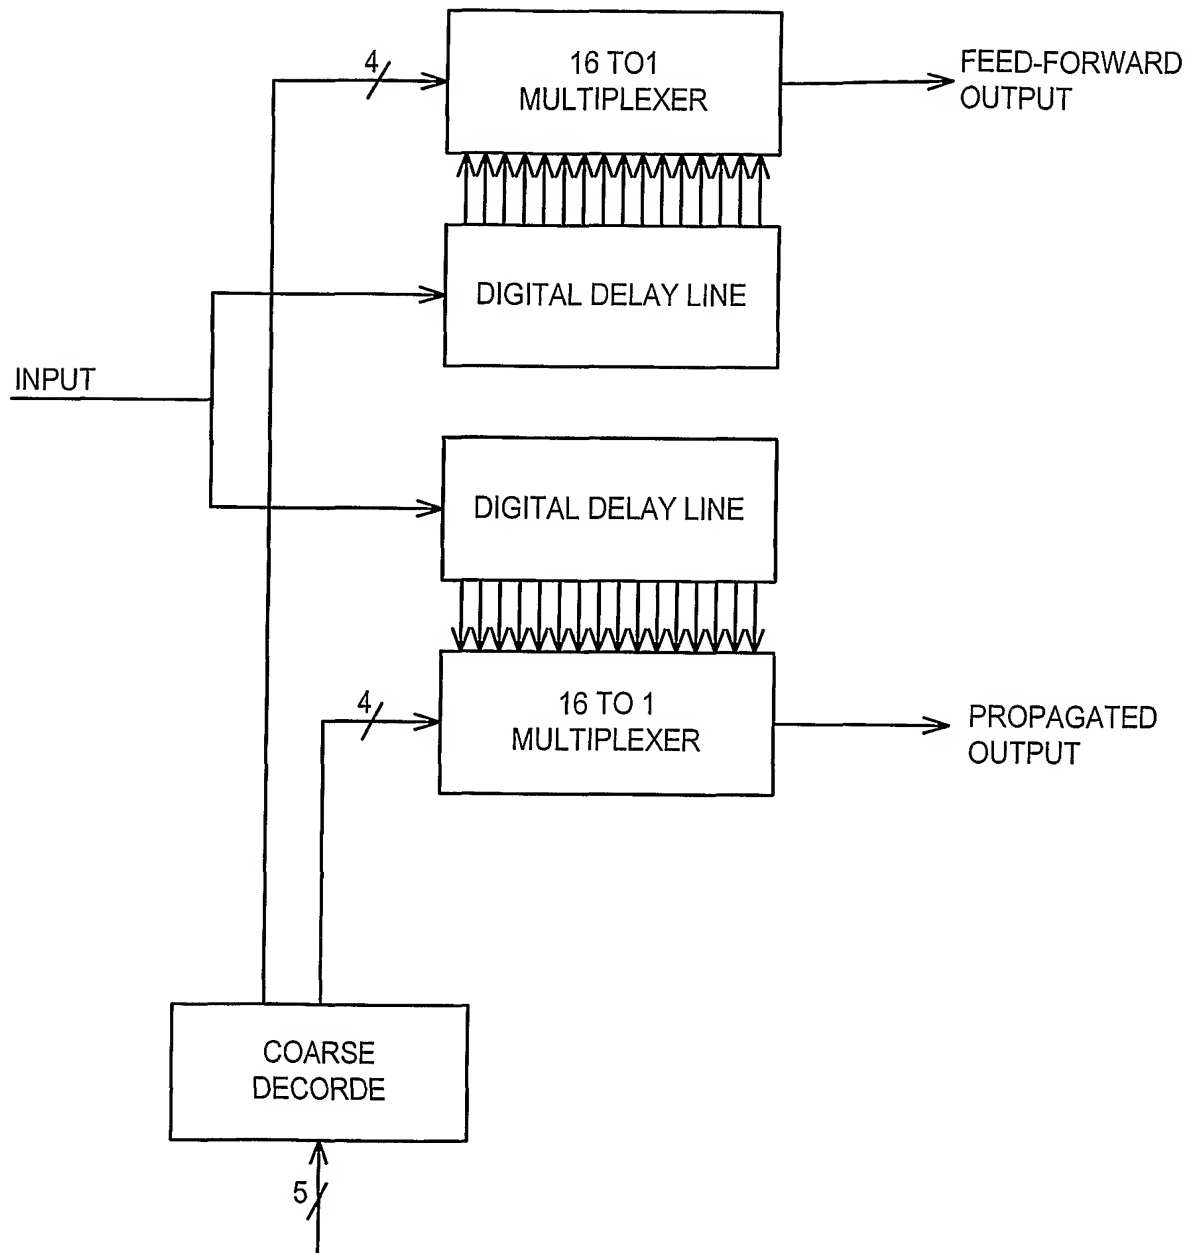 4
16 TO1
MULTIPLEXER
FEED-FORWARD
OUTPUT
DIGITAL DELAY LINE
INPUT
DIGITAL DELAY LINE
4
16 TO 1
MULTIPLEXER
PROPAGATED
OUTPUT
COARSE
DECORDE
5